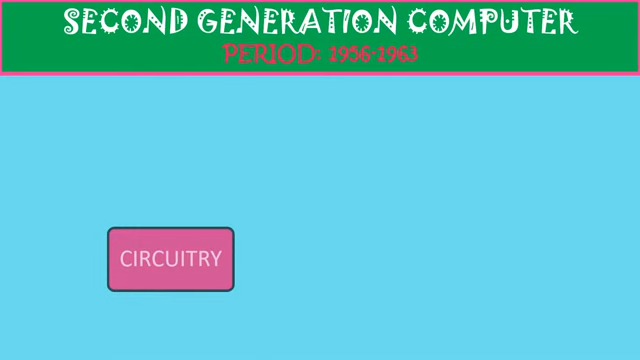 SECOND GENERATION COMPUTER
PERIOD: 1956-1963
CIRCUITRY